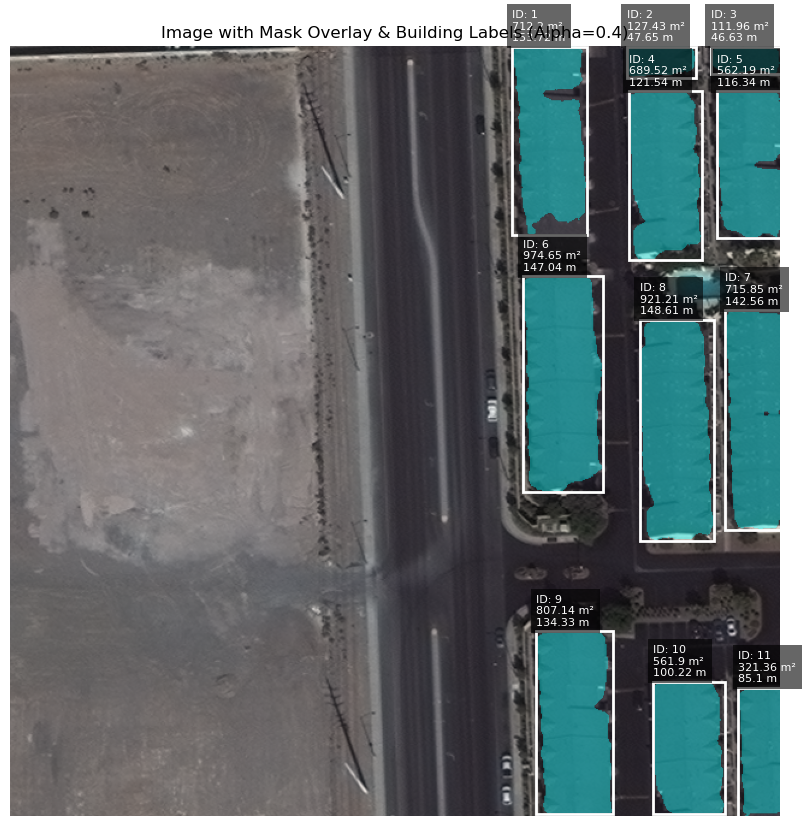 Image with Mask Overlay & Building Labels (Alpha=0.4)
ID: 1
ID: 2
127.43 m²
47.65 m
ID: 3
111.96 m²
46.63 m
ID: 4
689.52 m²
121.54 m
ID: 5
562.19 m²
116.34 m
ID: 6
974.65 m²
147.04 m
ID: 7
715.85 m²
142.56 m
ID: 8
921.21 m²
148.61 m
ID: 9
807.14 m²
134.33 m
ID: 10
561.9 m²
100.22 m
ID: 11
321.36 m²
85.1 m